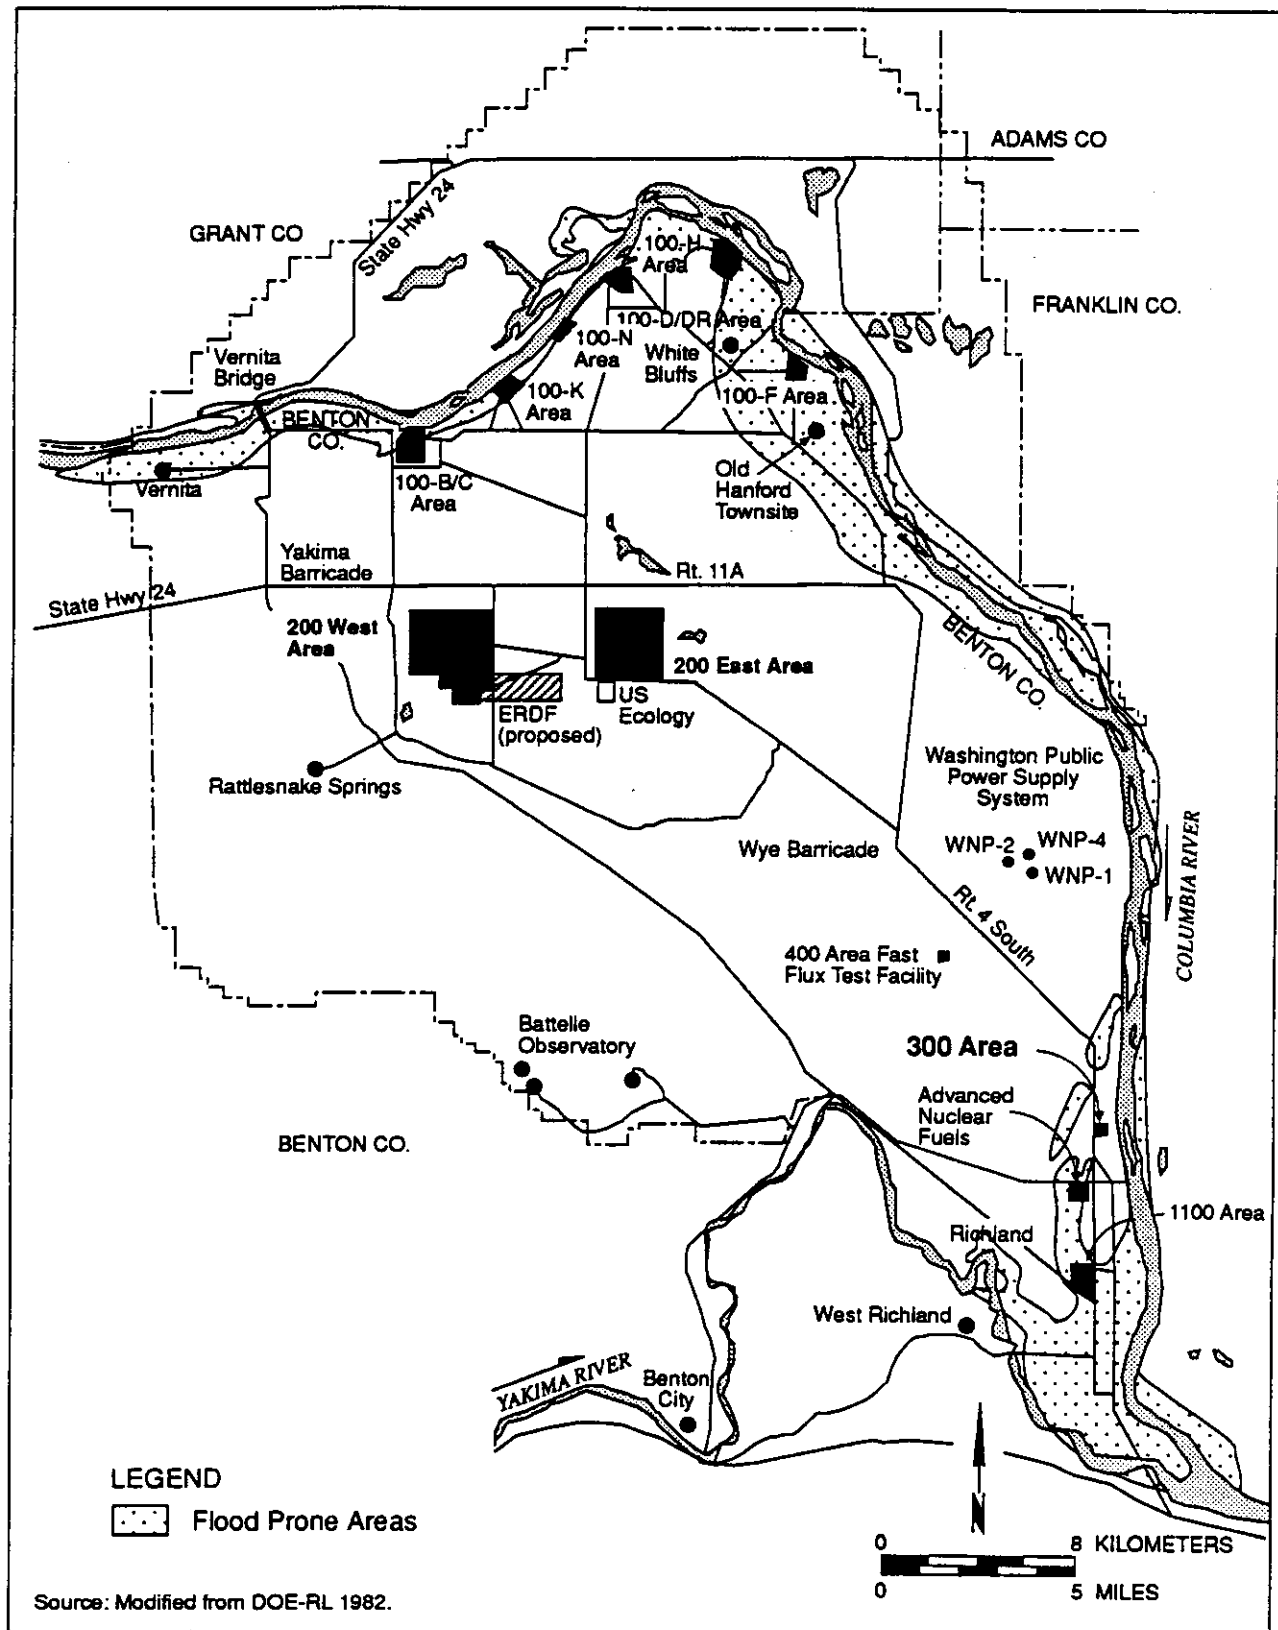 ADAMS CO
GRANT CO
State Hwy 24
FRANKLIN CO.
100-H
Area
100-D/DR Area
100-N
Area
White
Bluffs
Vernita
Bridge
100-K
Area
100-F Area
BENTON
CO.
Old
Hanford
Townsite
Vernita
100-B/C
Area
Yakima
Barricade
Rt. 11A
State Hwy 24
200 West
Area
200 East Area
BENTON CO.
ERDF
(proposed)
US
Ecology
Rattlesnake Springs
Washington Public
Power Supply
System
WNP-2
WNP-4
WNP-1
Wye Barricade
COLUMBIA RIVER
Rt. 4 South
400 Area Fast
Flux Test Facility
Battelle
Observatory
300 Area
Advanced
Nuclear
Fuels
BENTON CO.
1100 Area
Richland
West Richland
YAKIMA RIVER
Benton
City
LEGEND
Flood Prone Areas
N
0 8 KILOMETERS
0 5 MILES
Source: Modified from DOE-RL 1982.